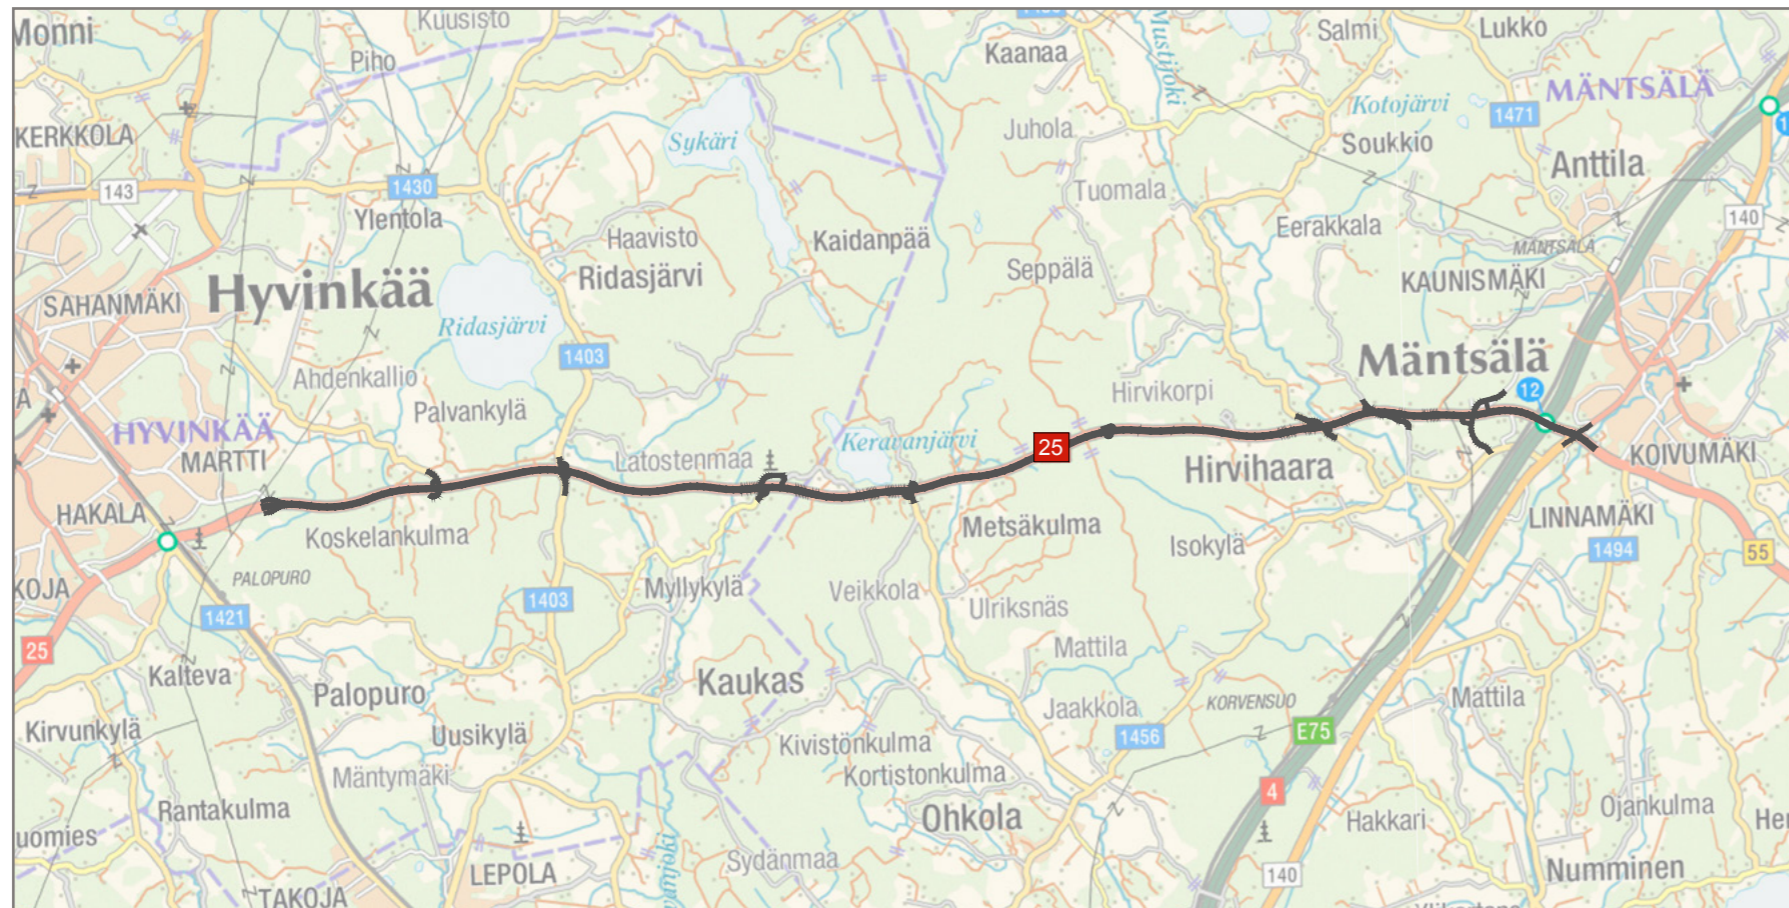 Monni
Kuusisto
Piho
Kaanaa
Mustijoki
Salmi
Lukko
MÄNTSÄLÄ
KERKKOLA
Sykäri
Juhola
Kotojärvi
1471
Soukkio
Anttila
143
1430
Tuomala
140
Ylentola
Haavisto
Kaidanpää
Eerakkala
MÄNTSÄLÄ
Ridasjärvi
Seppälä
KAUNISMÄKI
SAHANMÄKI
Hyvinkää
Ridasjärvi
1403
Mäntsälä
Ahdenkallio
Palvankylä
Hirvikorpi
12
HYVINKÄÄ
MARTTI
Latostenmaa
Keravanjärvi
25
Hirvihaara
KOIVUMÄKI
HAKALA
Koskelankulma
Metsäkulma
Isokylä
LINNAMÄKI
1494
55
KOJA
PALOPURO
1421
1403
Myllykylä
Veikkola
Ulriksnäs
25
Mattila
Kalteva
Palopuro
Kaukas
Jaakkola
KORVENSUO
Mattila
Kirvunkylä
Uusikylä
Kivistönkulma
1456
E75
Mäntymäki
Kortistonkulma
4
Rantakulma
Ohkola
Hakkari
Ojankulma
uomies
Sydänmaa
LEPOLA
140
Numminen
TAKOJA